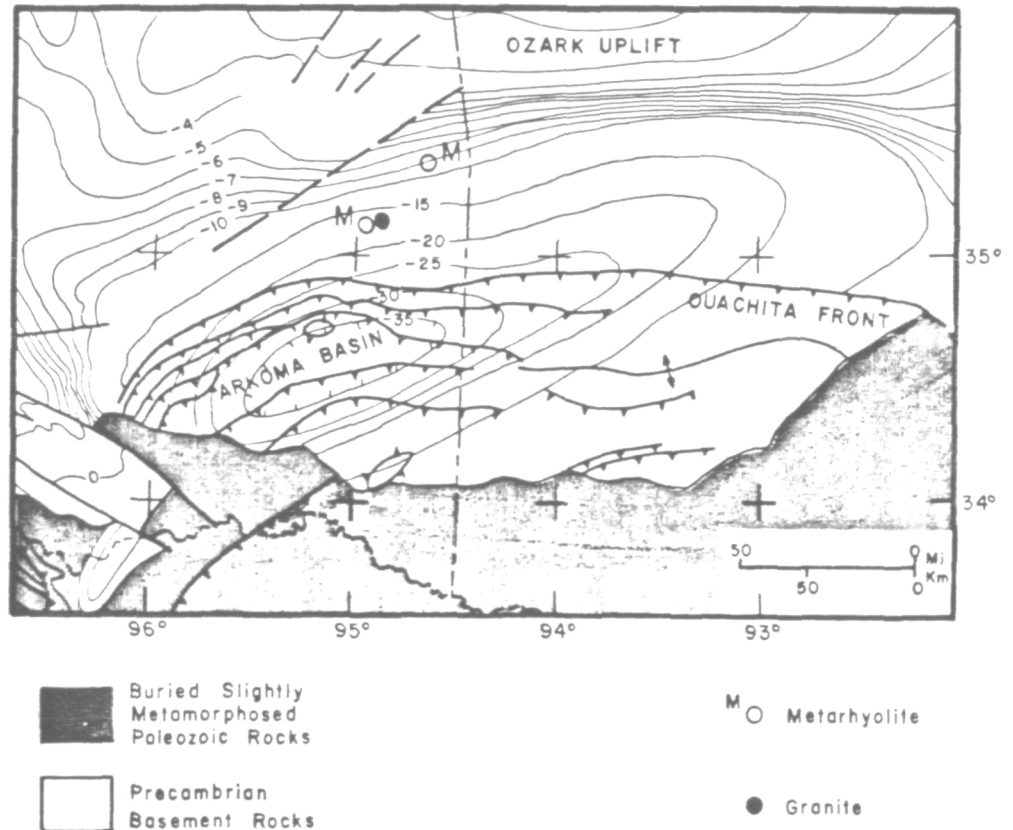 OZARK UPLIFT
-4
-5
-6
-7
-8
-9
-10
M
M
-15
-20
-25
-30
-35
35°
OUACHITA FRONT
ARKOMA BASIN
0
34°
50 0 Mi
Km
50 0
96° 95° 94° 93°
Buried Slightly
Metamorphosed
Paleozoic Rocks
M Metarhyolite
Precambrian
Basement Rocks
Granite